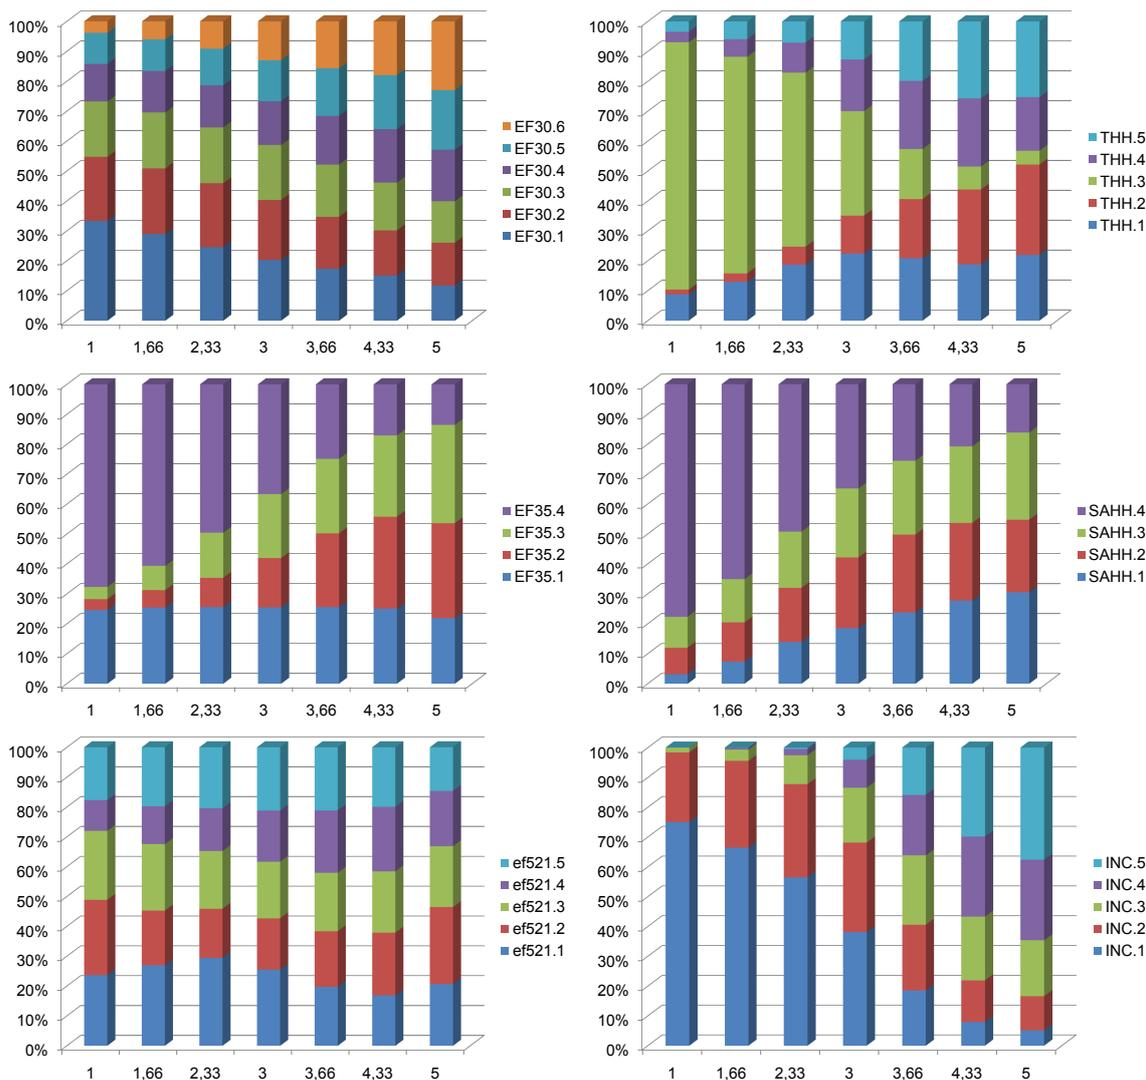 100%
90%
80%
70%
60%
50%
40%
30%
20%
10%
0%
1 1,66 2,33 3 3,66 4,33 5
EF30.6
EF30.5
EF30.4
EF30.3
EF30.2
EF30.1
100%
90%
80%
70%
60%
50%
40%
30%
20%
10%
0%
1 1,66 2,33 3 3,66 4,33 5
THH.5
THH.4
THH.3
THH.2
THH.1
100%
90%
80%
70%
60%
50%
40%
30%
20%
10%
0%
1 1,66 2,33 3 3,66 4,33 5
EF35.4
EF35.3
EF35.2
EF35.1
100%
90%
80%
70%
60%
50%
40%
30%
20%
10%
0%
1 1,66 2,33 3 3,66 4,33 5
SAHH.4
SAHH.3
SAHH.2
SAHH.1
100%
90%
80%
70%
60%
50%
40%
30%
20%
10%
0%
1 1,66 2,33 3 3,66 4,33 5
ef521.5
ef521.4
ef521.3
ef521.2
ef521.1
100%
90%
80%
70%
60%
50%
40%
30%
20%
10%
0%
1 1,66 2,33 3 3,66 4,33 5
INC.5
INC.4
INC.3
INC.2
INC.1